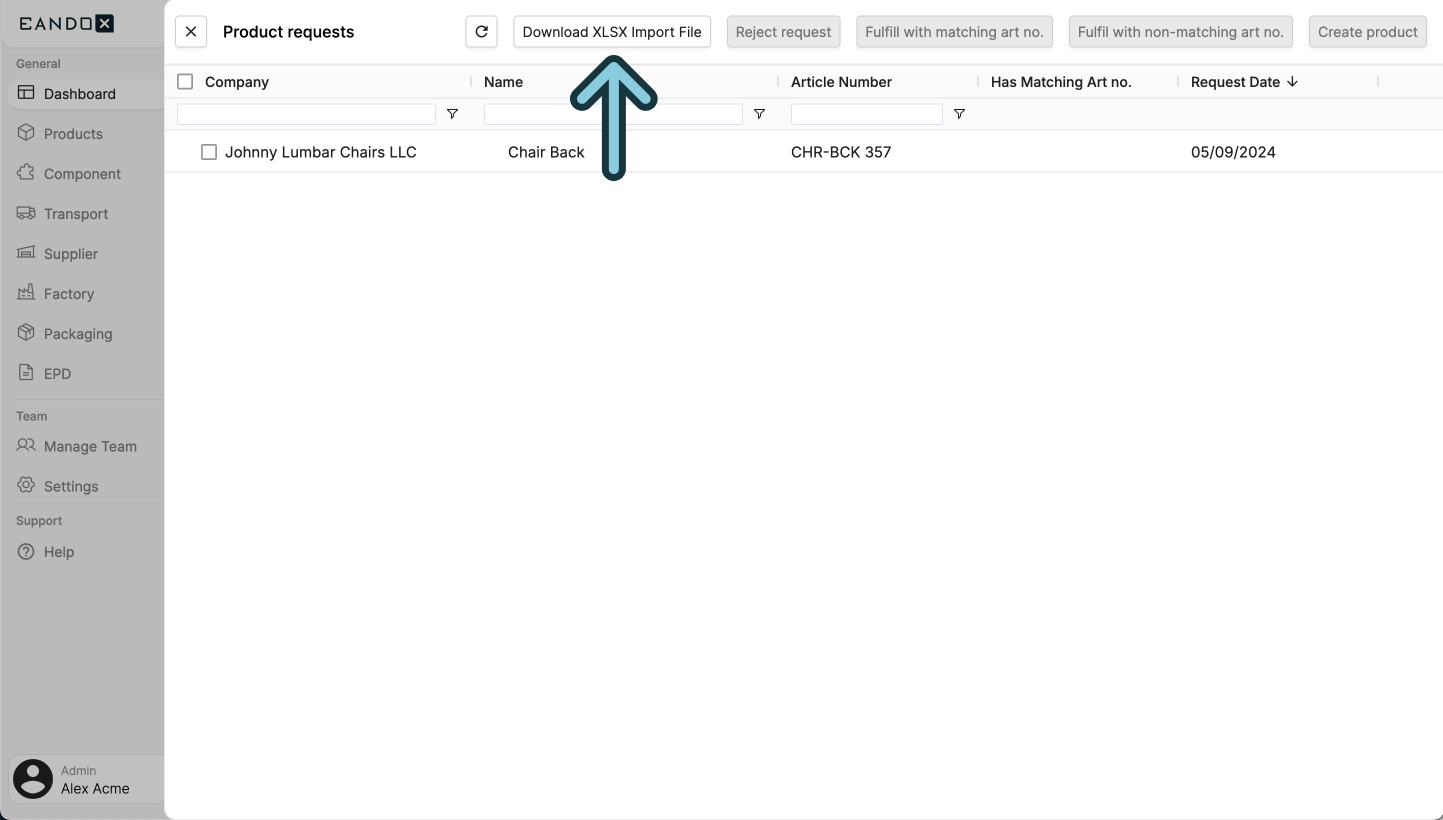 EANDOX
General
Dashboard
Products
Component
Transport
Supplier
Factory
Packaging
EPD
Team
Manage Team
Settings
Support
Help
Admin
Alex Acme
Product requests
Download XLSX Import File
Reject request
Fulfill with matching art no.
Fulfil with non-matching art no.
Create product
Company Name Article Number Has Matching Art no. Request Date
Johnny Lumbar Chairs LLC Chair Back CHR-BCK 357 05/09/2024